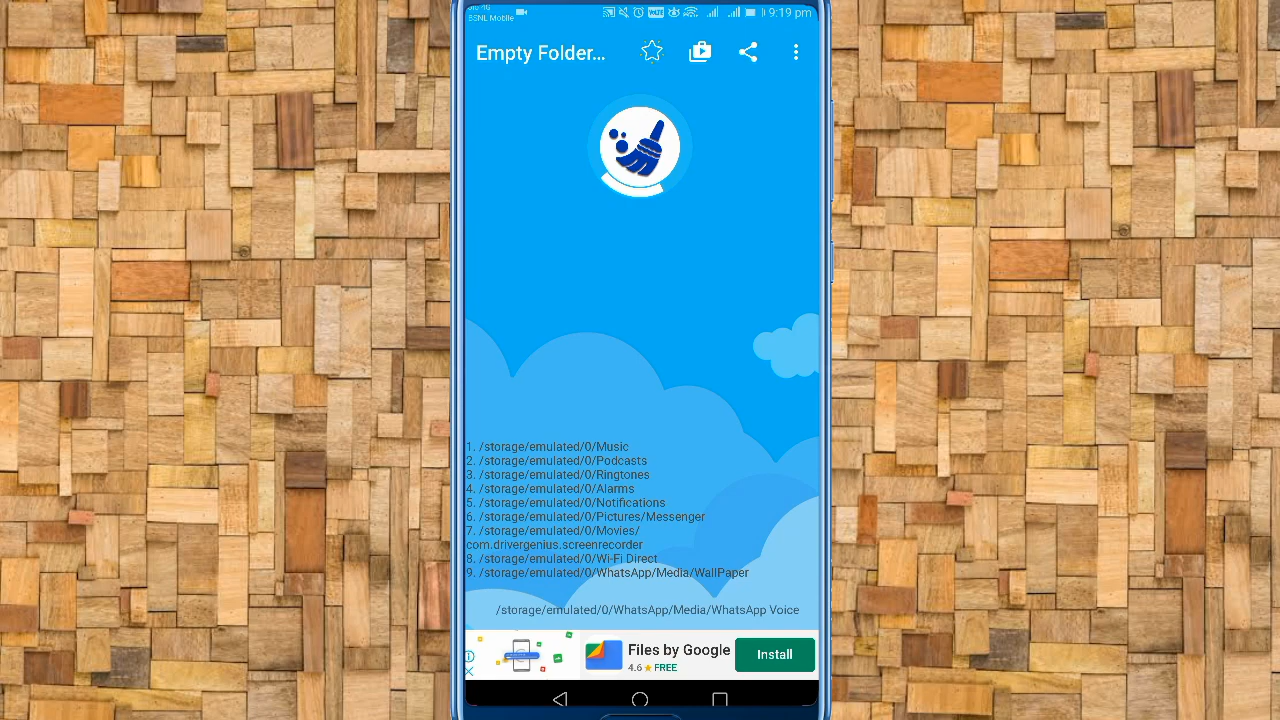 BSNL Mobile
9:19 pm
Empty Folder...
1. /storage/emulated/0/Music
2. /storage/emulated/0/Podcasts
3. /storage/emulated/0/Ringtones
4. /storage/emulated/0/Alarms
5. /storage/emulated/0/Notifications
6. /storage/emulated/0/Pictures/Messenger
7. /storage/emulated/0/Movies/
com.drivergenius.screenrecorder
8. /storage/emulated/0/Wi-Fi Direct
9. /storage/emulated/0/WhatsApp/Media/WallPaper
/storage/emulated/0/WhatsApp/Media/WhatsApp Voice
Files by Google
4.6 ★ FREE
Install